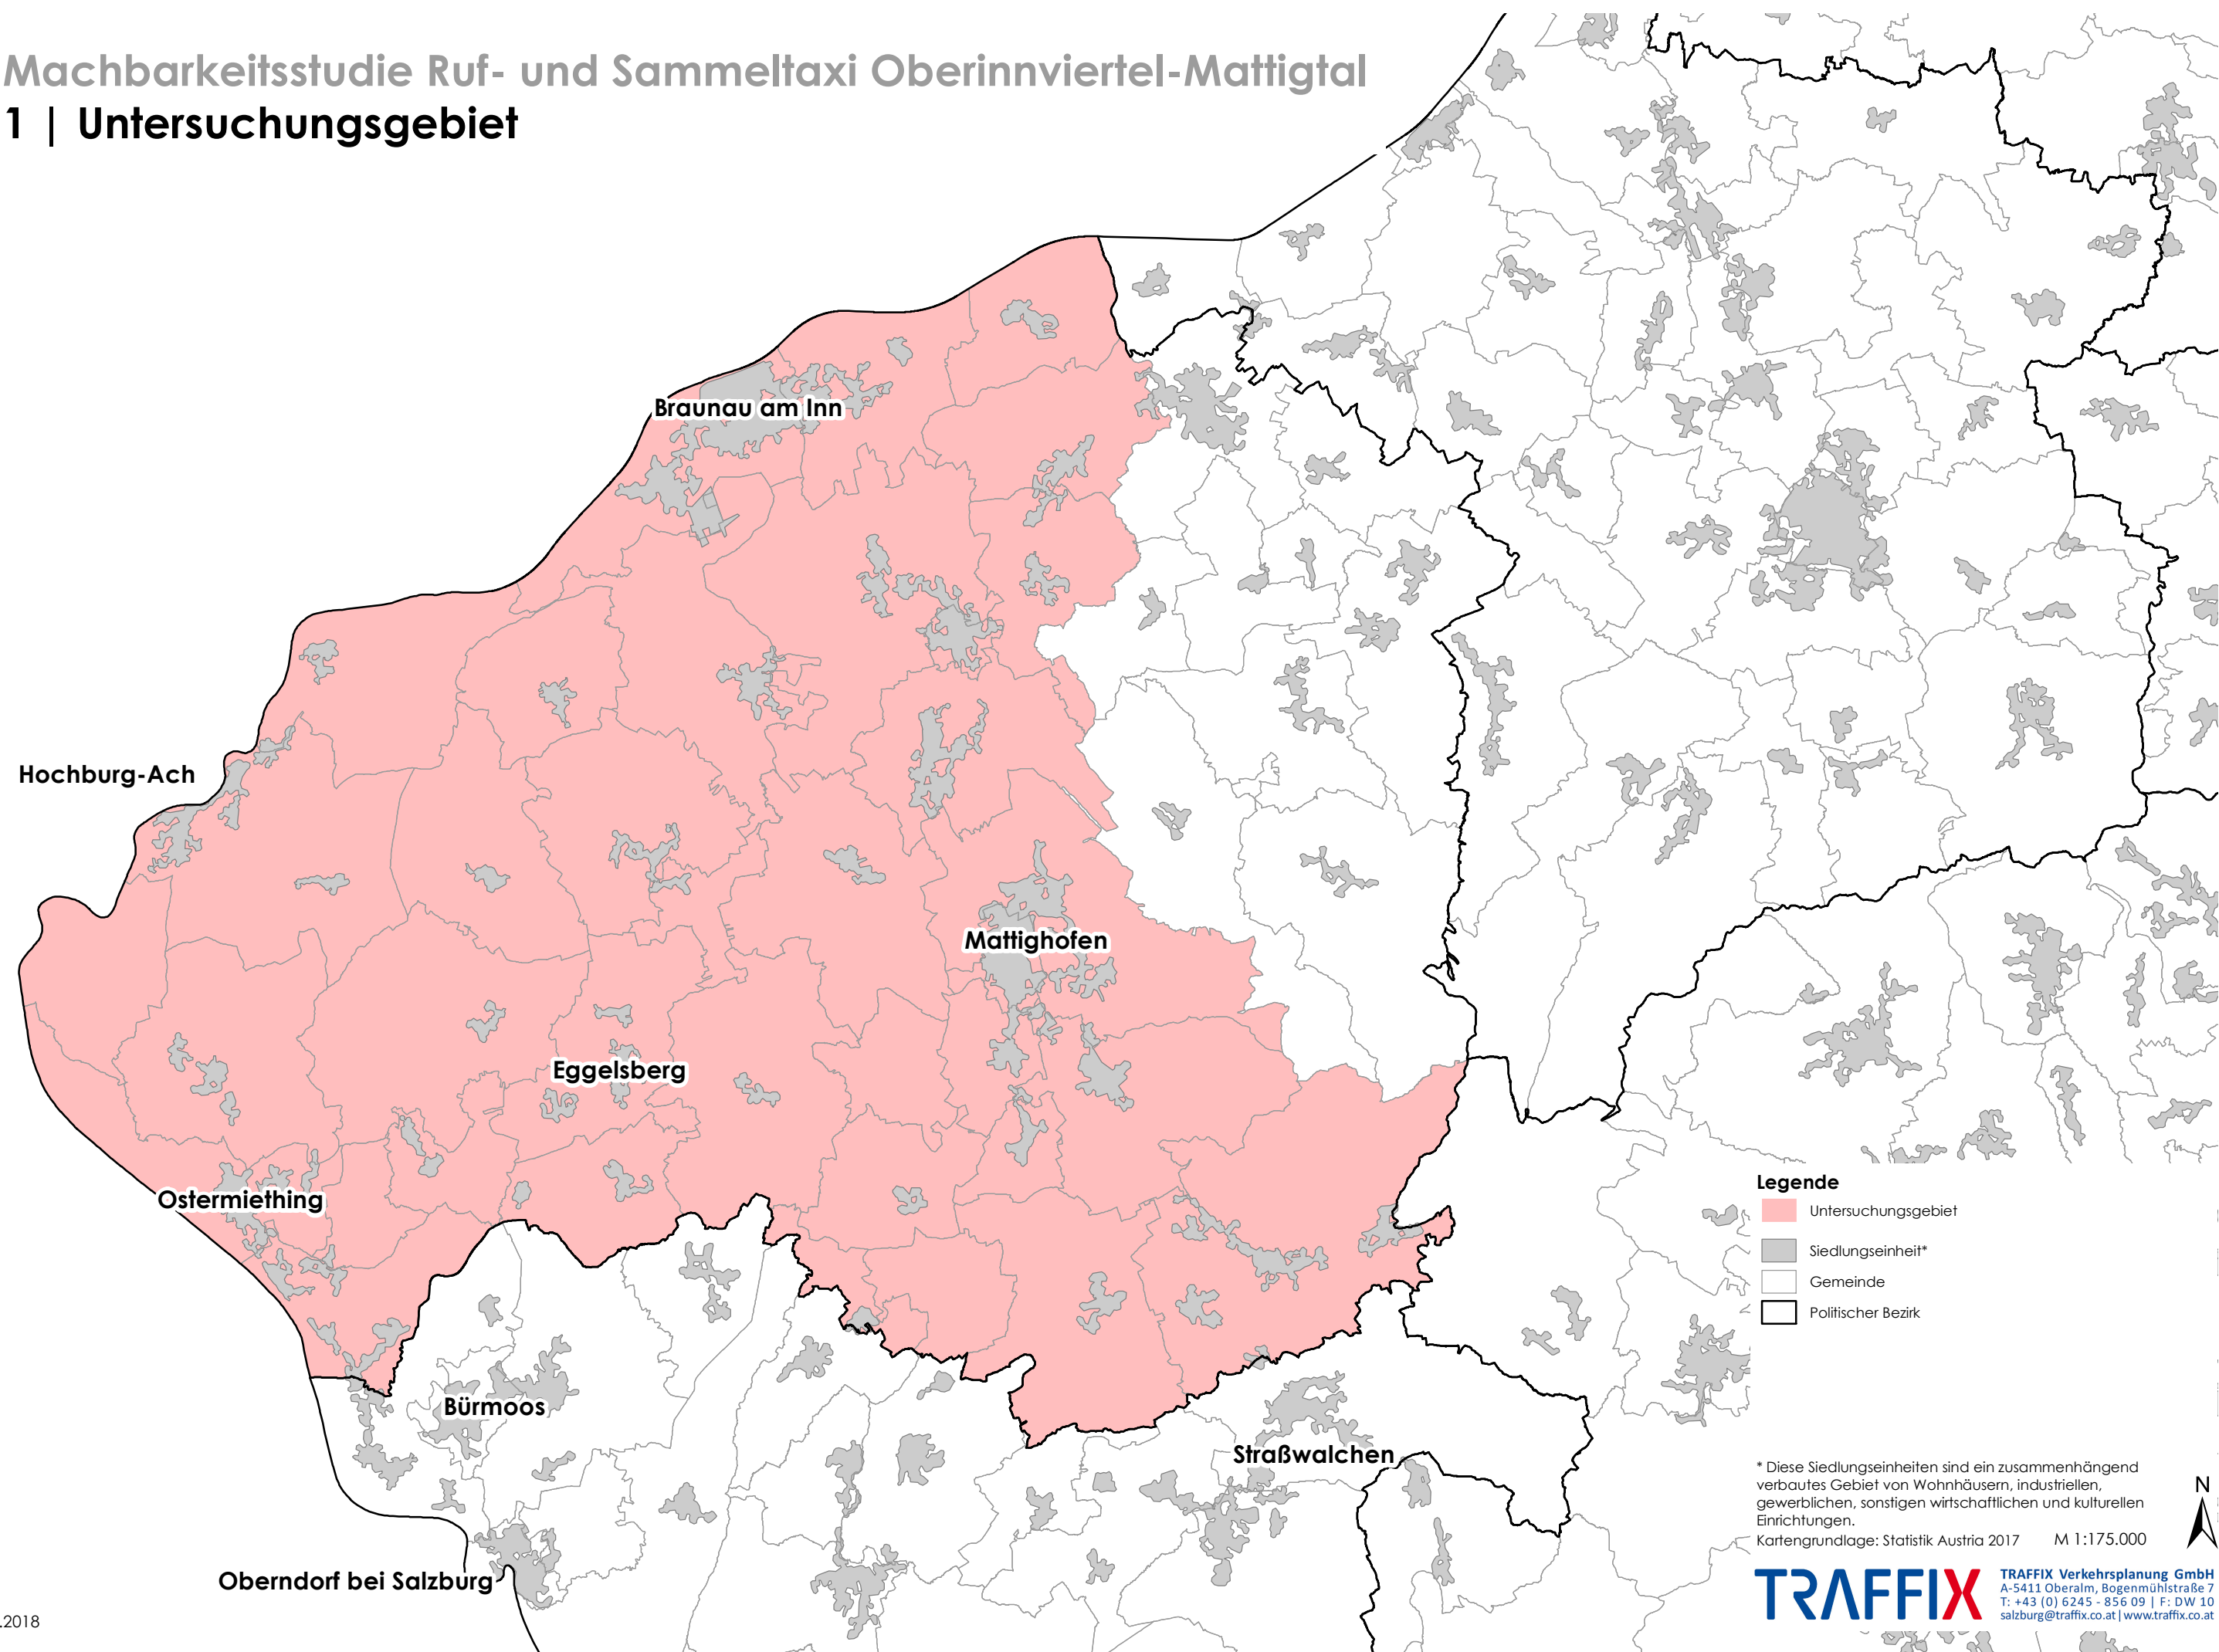 Machbarkeitsstudie Ruf- und Sammeltaxi Oberinnviertel-Mattigtal
1 | Untersuchungsgebiet
Braunau am Inn
Hochburg-Ach
Mattighofen
Eggelsberg
Ostermiething
Bürmoos
Straßwalchen
Oberndorf bei Salzburg
Legende
Untersuchungsgebiet
Siedlungseinheit*
Gemeinde
Politischer Bezirk
* Diese Siedlungseinheiten sind ein zusammenhängend
verbautes Gebiet von Wohnhäusern, industriellen,
gewerblichen, sonstigen wirtschaftlichen und kulturellen
Einrichtungen.
Kartengrundlage: Statistik Austria 2017 M 1:175.000
N
TRAFFIX
TRAFFIX Verkehrsplanung GmbH
A-5411 Oberalm, Bogenmühlstraße 7
T: +43 (0) 6245 - 856 09 | F: DW 10
salzburg@traffix.co.at|www.traffix.co.at
.2018